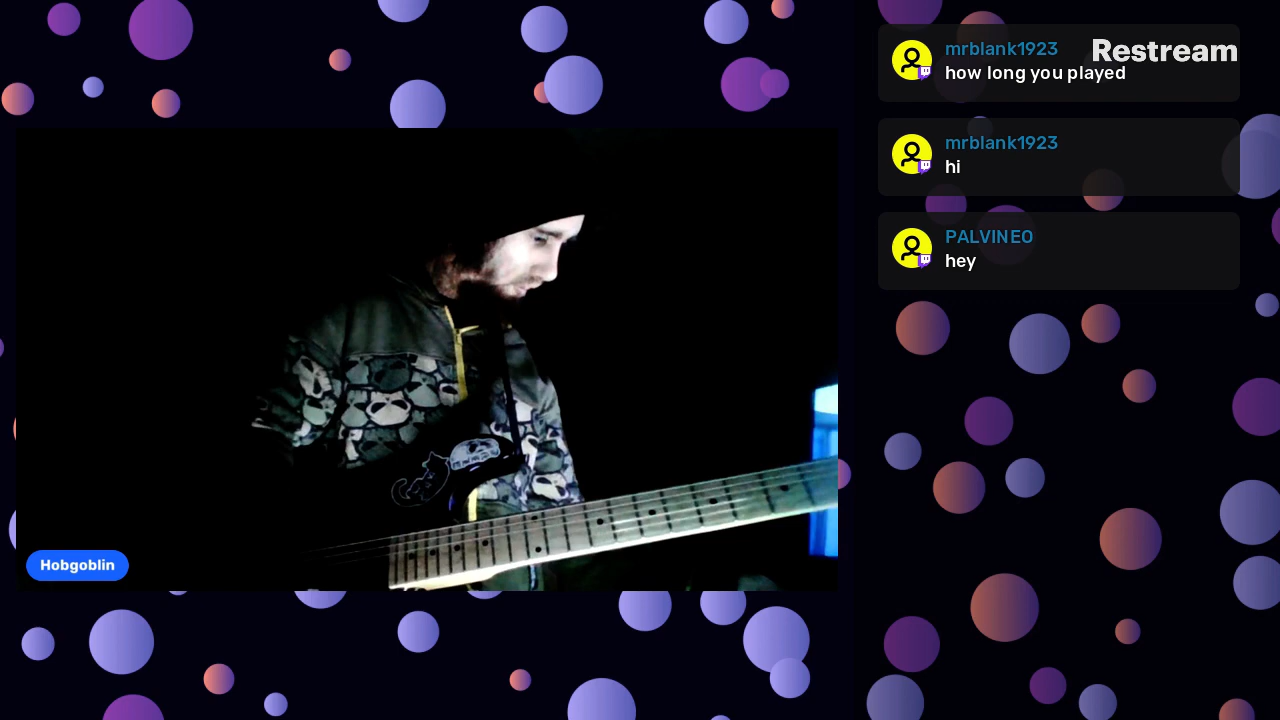 Restream
mrblank1923
how long you played
mrblank1923
hi
PALVINEO
hey
Hobgoblin